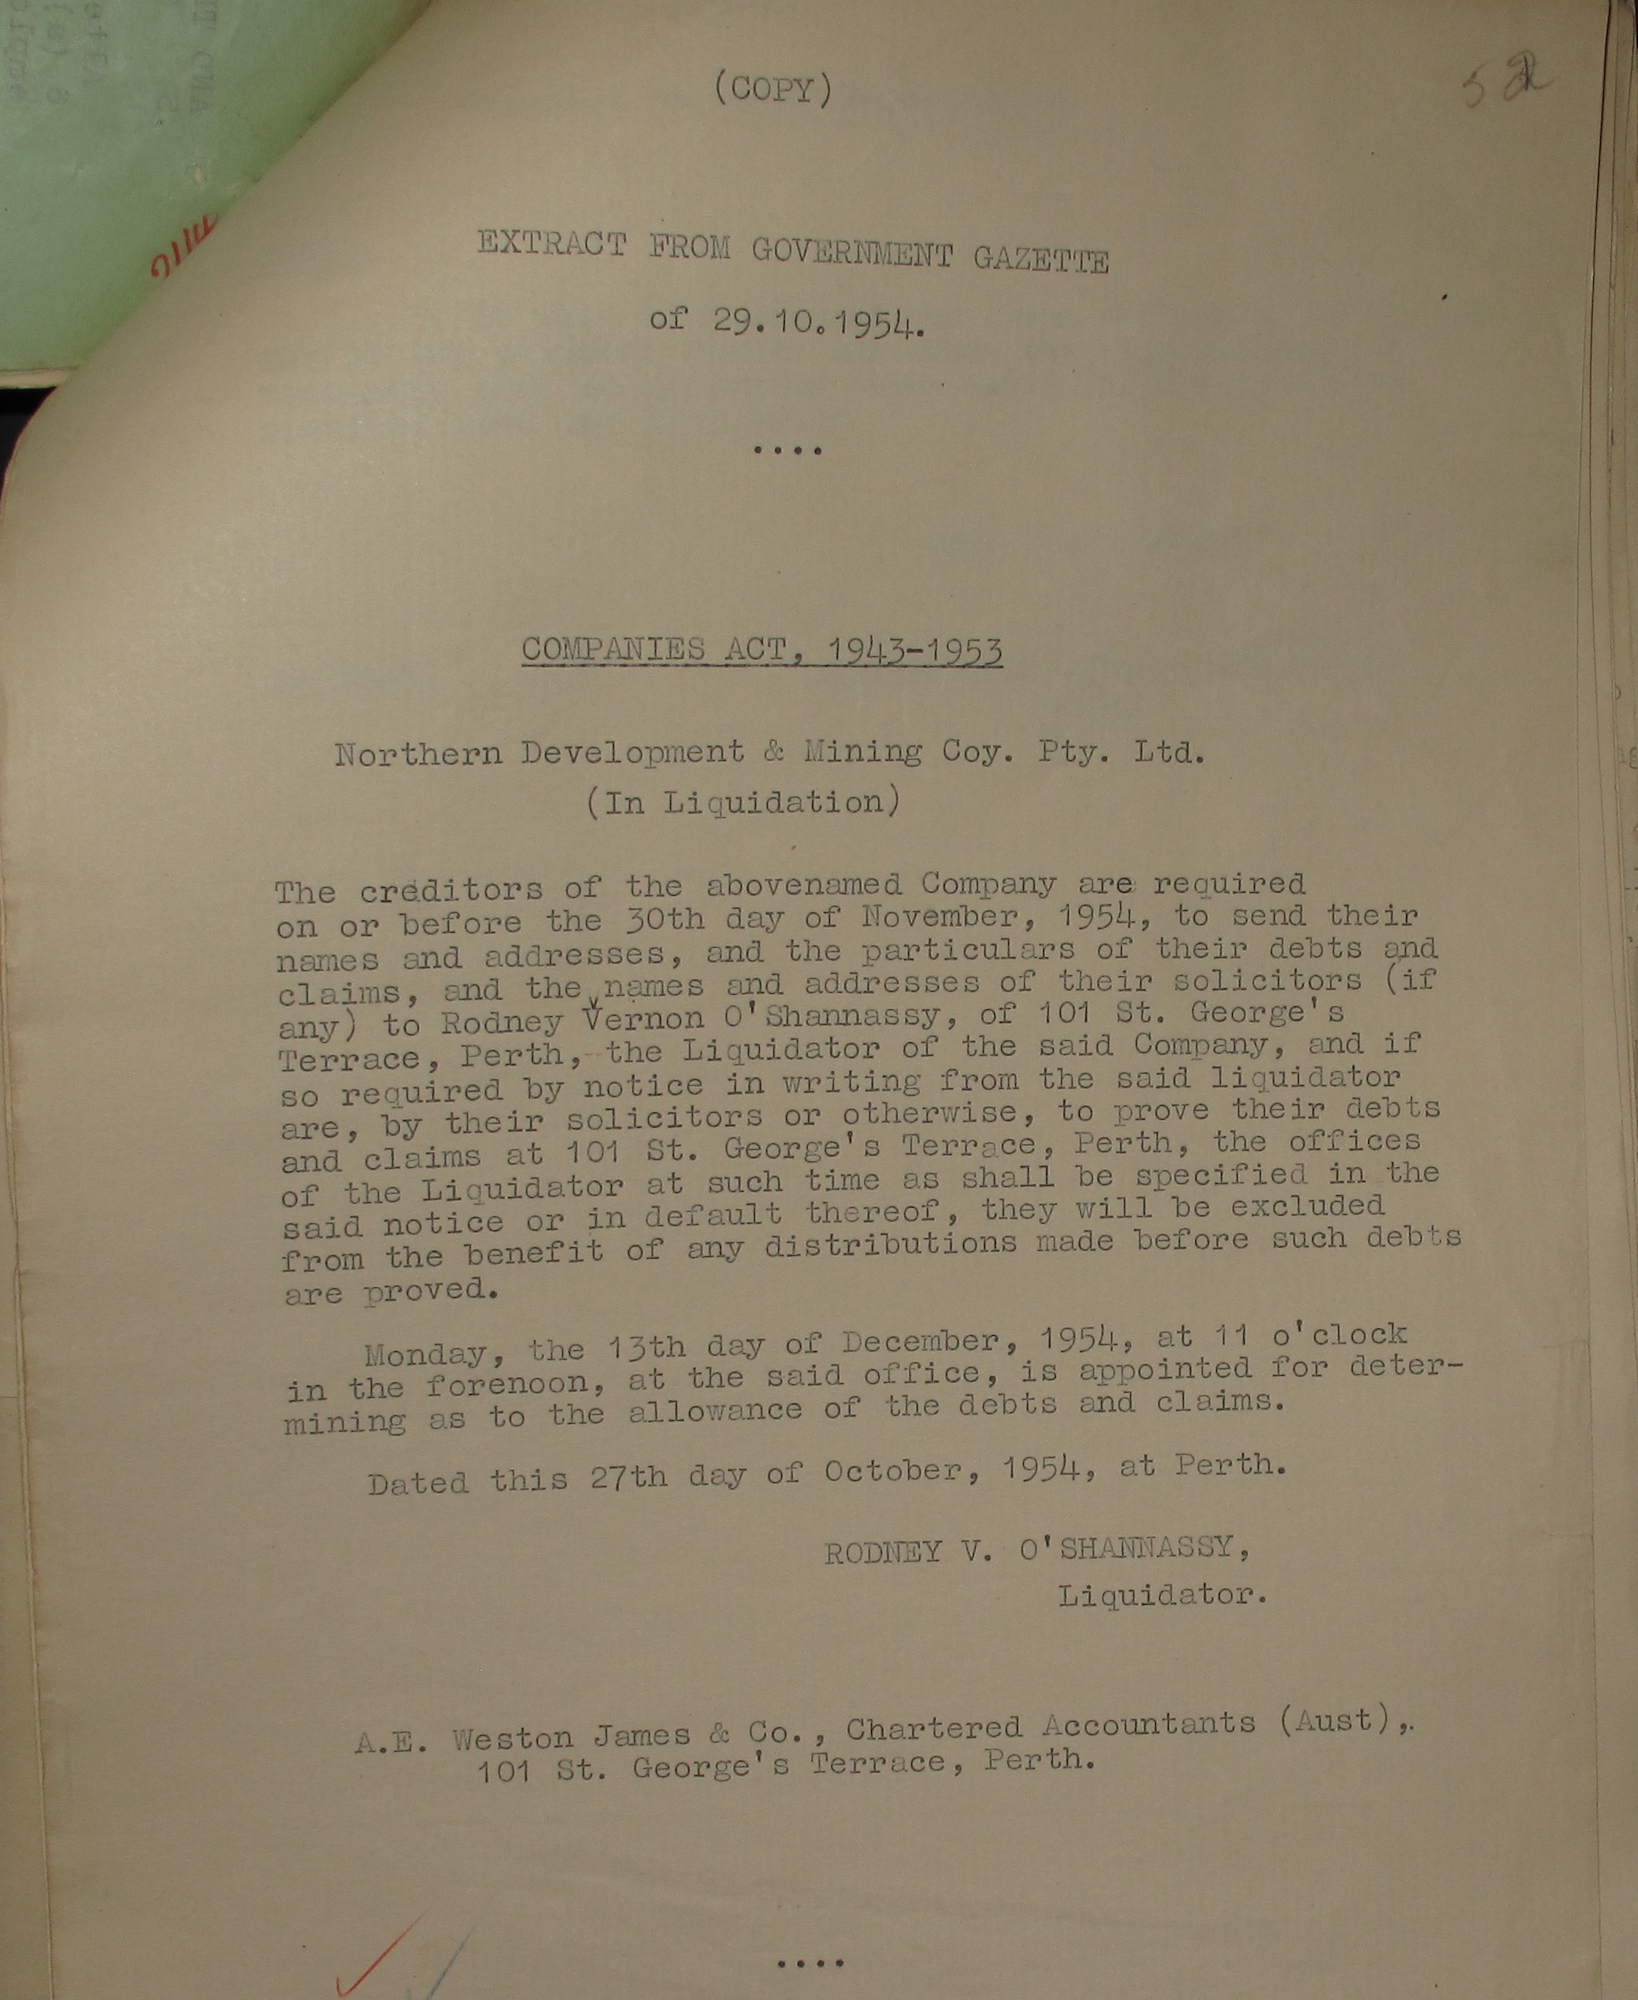 (COPY)
52
EXTRACT FROM GOVERNMENT GAZETTE
of 29.10.1954.
....
COMPANIES ACT, 1943-1953
Northern Development & Mining Coy. Pty. Ltd.
(In Liquidation)
The creditors of the abovenamed Company are required
on or before the 30th day of November, 1954, to send their
names and addresses, and the particulars of their debts and
claims, and the names and addresses of their solicitors (if
any) to Rodney Vernon O'Shannassy, of 101 St. George's
Terrace, Perth, the Liquidator of the said Company, and if
so required by notice in writing from the said liquidator
are, by their solicitors or otherwise, to prove their debts
and claims at 101 St. George's Terrace, Perth, the offices
of the Liquidator at such time as shall be specified in the
said notice or in default thereof, they will be excluded
from the benefit of any distributions made before such debts
are proved.
Monday, the 13th day of December, 1954, at 11 o'clock
in the forenoon, at the said office, is appointed for deter-
mining as to the allowance of the debts and claims.
Dated this 27th day of October, 1954, at Perth.
RODNEY V. O'SHANNASSY,
Liquidator.
A.E. Weston James & Co., Chartered Accountants (Aust),.
101 St. George's Terrace, Perth.
....